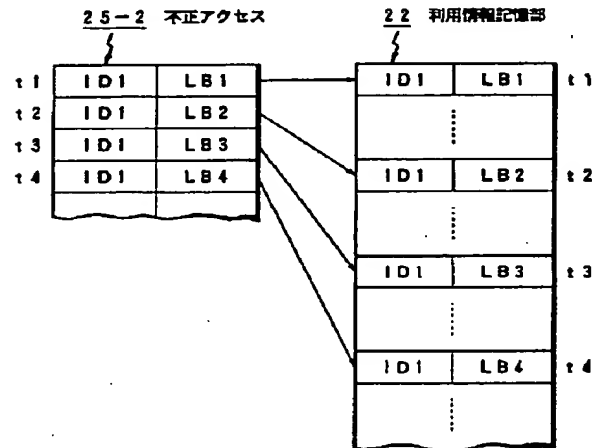 25-2 不正アクセス
22 利用情報記憶部
t1 ID1 LB1
t2 ID1 LB2
t3 ID1 LB3
t4 ID1 LB4
ID1 LB1 t1
ID1 LB2 t2
ID1 LB3 t3
ID1 LB4 t4